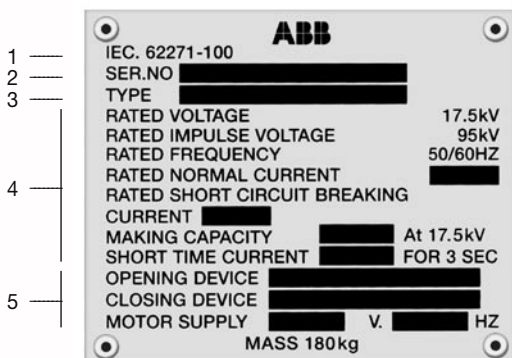 ABB
1 IEC. 62271-100
2 SER.NO
3 TYPE
RATED VOLTAGE 17.5kV
RATED IMPULSE VOLTAGE 95kV
RATED FREQUENCY 50/60HZ
4 RATED NORMAL CURRENT
RATED SHORT CIRCUIT BREAKING
CURRENT
MAKING CAPACITY At 17.5kV
SHORT TIME CURRENT FOR 3 SEC
OPENING DEVICE
5 CLOSING DEVICE
MOTOR SUPPLY V. HZ
MASS 180kg